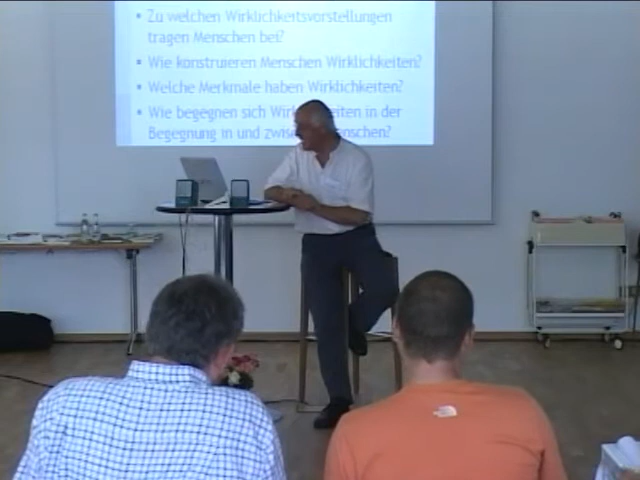 • Zu welchen Wirklichkeitsvorstellungen
tragen Menschen bei?
• Wie konstruieren Menschen Wirklichkeiten?
• Welche Merkmale haben Wirklichkeiten?
• Wie begegnen sich in der
Begegnung in und